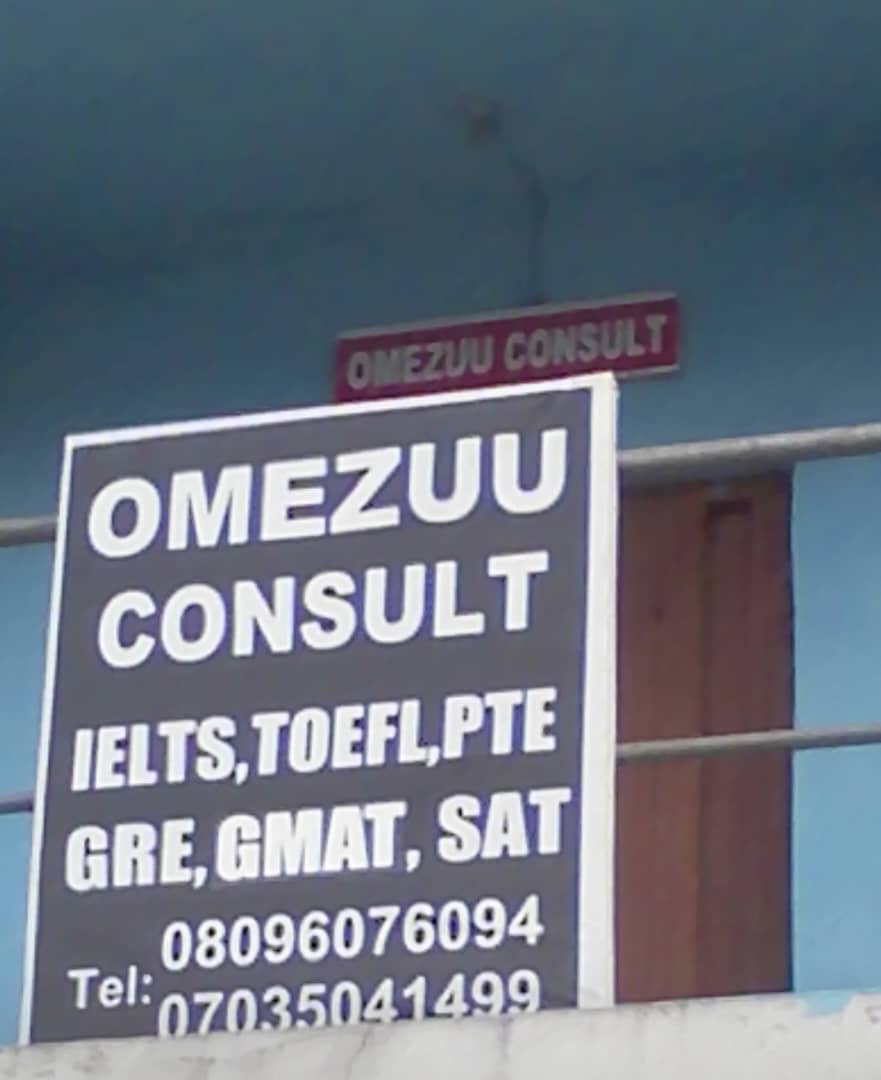 OMEZUU CONSULT
OMEZUU
CONSULT
IELTS,TOEFL,PTE
GRE,GMAT, SAT
Tel: 08096076094
07035041499